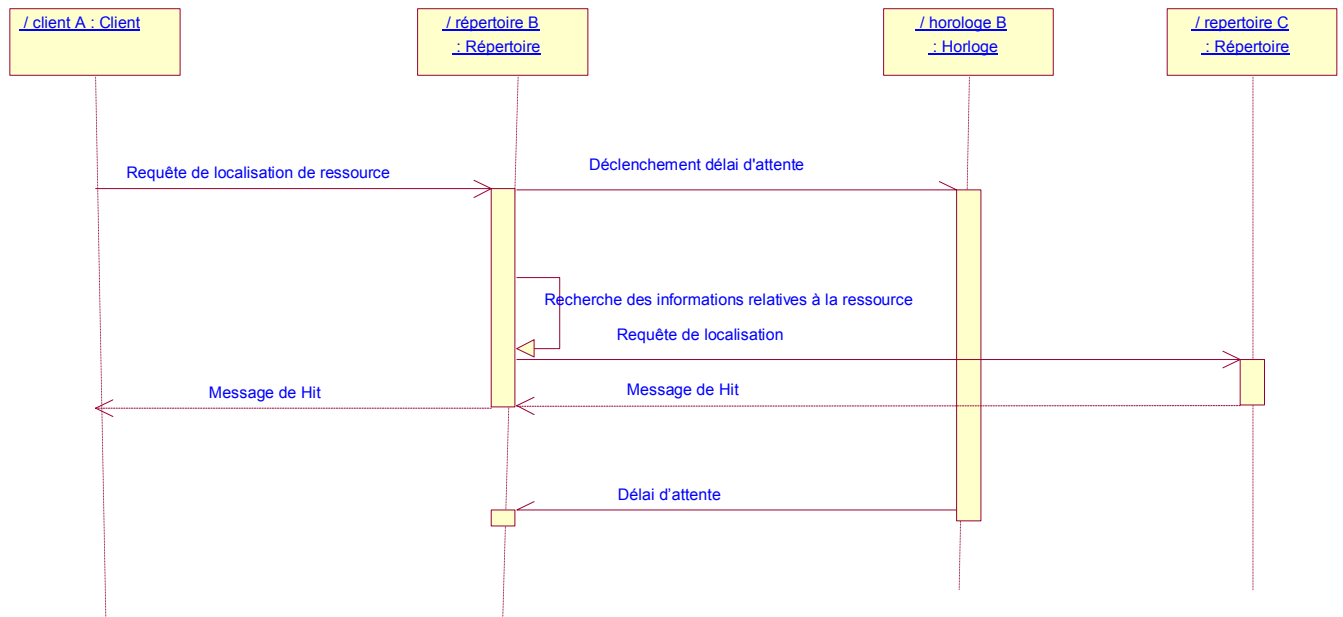 / client A : Client
/ répertoire B
: Répertoire
/ horologe B
: Horloge
/ repertoire C
: Répertoire
Requête de localisation de ressource
Déclenchement délai d'attente
Recherche des informations relatives à la ressource
Requête de localisation
Message de Hit
Message de Hit
Délai d’attente